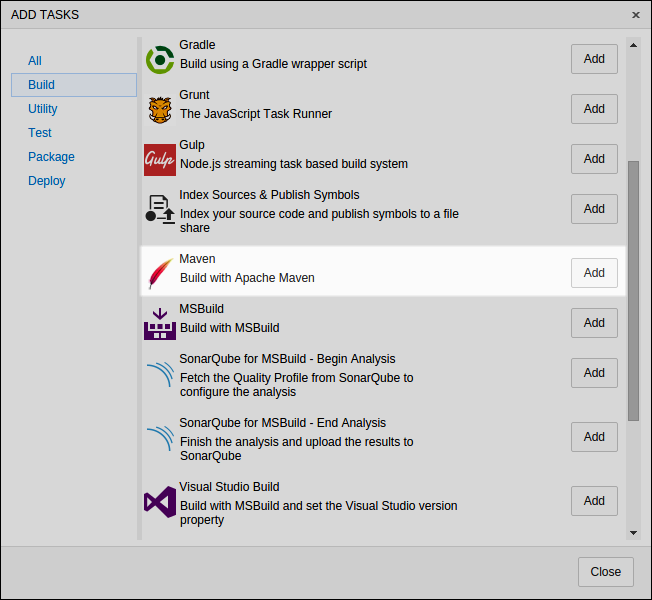 ADD TASKS
×
All
Build
Utility
Test
Package
Deploy
Gradle
Build using a Gradle wrapper script
Add
Grunt
The JavaScript Task Runner
Add
Gulp
Gulp
Node.js streaming task based build system
Add
Index Sources & Publish Symbols
Index your source code and publish symbols to a file
share
Add
Maven
Build with Apache Maven
Add
MSBuild
Build with MSBuild
Add
SonarQube for MSBuild - Begin Analysis
Fetch the Quality Profile from SonarQube to
configure the analysis
Add
SonarQube for MSBuild - End Analysis
Finish the analysis and upload the results to
SonarQube
Add
Visual Studio Build
Build with MSBuild and set the Visual Studio version
property
Add
Close